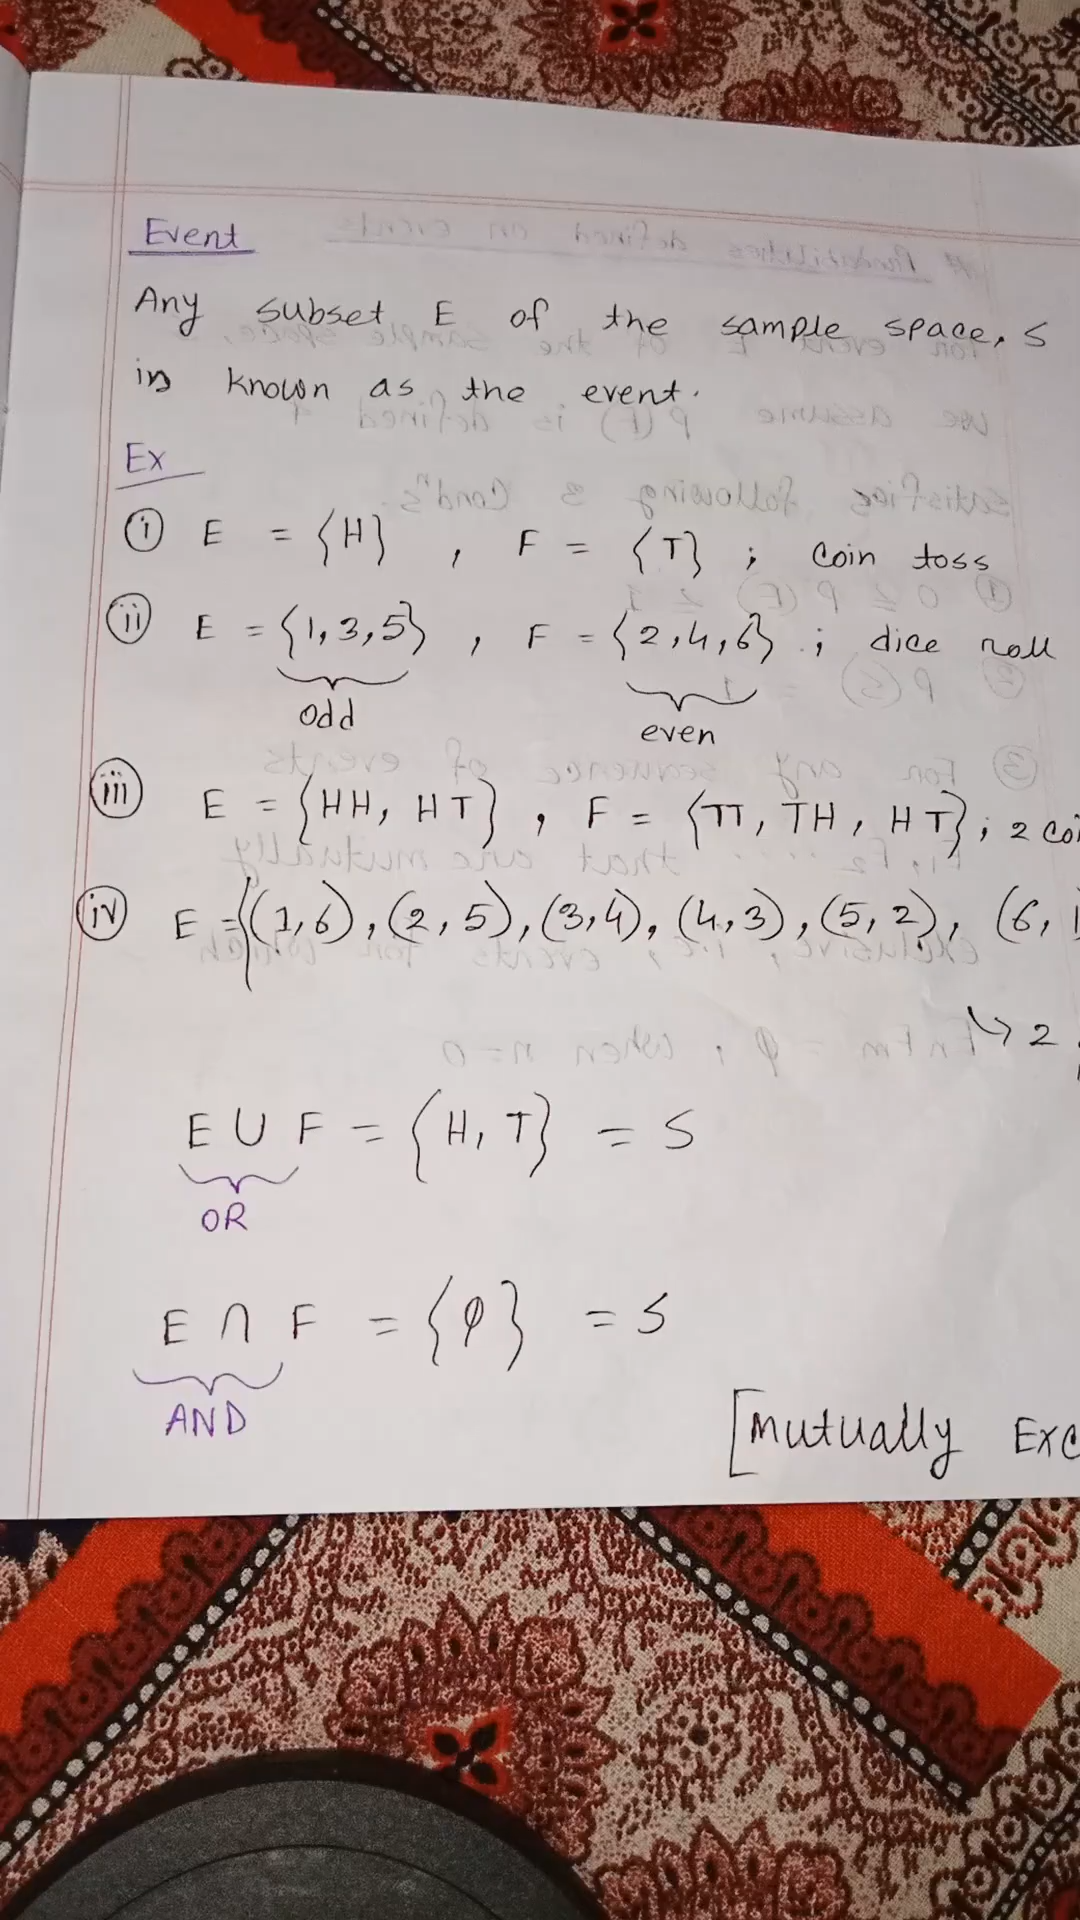 Event
Any subset E of the sample space, S
is known as the event.
Ex
(i) E = {H} , F = {T} ; Coin toss
(ii) E = {1,3,5} , F = {2,4,6} ; dice roll
odd even
(iii) E = {HH, HT} , F = {TT, TH, HT} ; 2 coi
(iv) E = {(1,6), (2,5), (3,4), (4,3), (5,2), (6,1
↳ 2
E ∪ F = {H, T} = S
OR
E ∩ F = {φ} = S
AND
[Mutually Exc